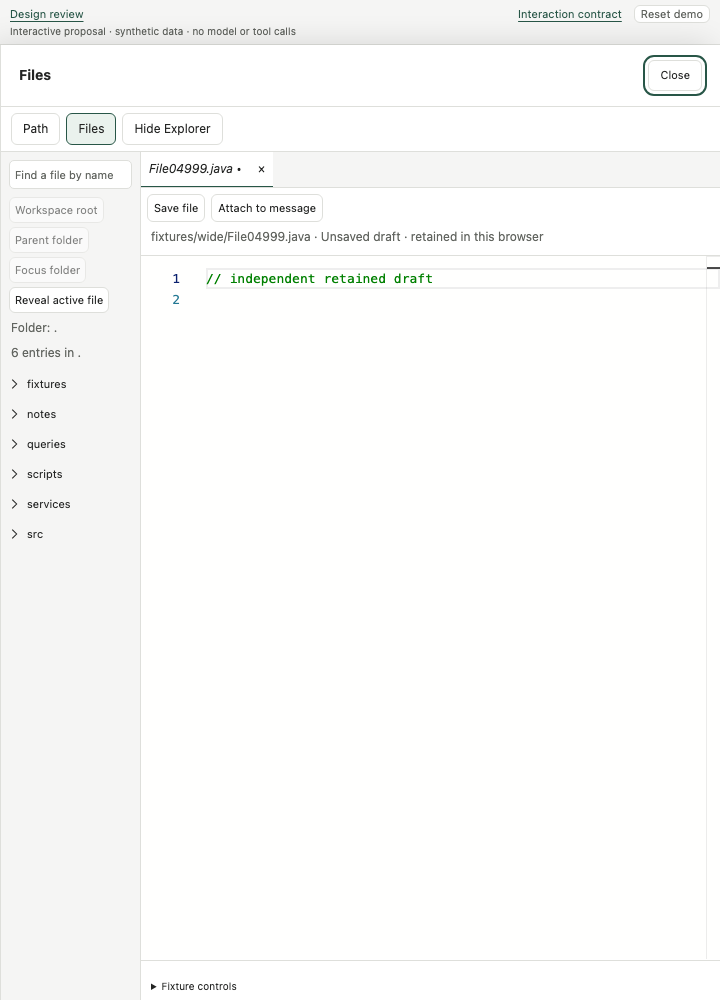 Design review
Interaction contract
Reset demo
Interactive proposal · synthetic data · no model or tool calls
Files
Close
Path
Files
Hide Explorer
Find a file by name
Workspace root
Parent folder
Focus folder
Reveal active file
Folder: .
6 entries in .
fixtures
notes
queries
scripts
services
src
File04999.java • ×
Save file
Attach to message
fixtures/wide/File04999.java · Unsaved draft · retained in this browser
1 // independent retained draft
2
Fixture controls